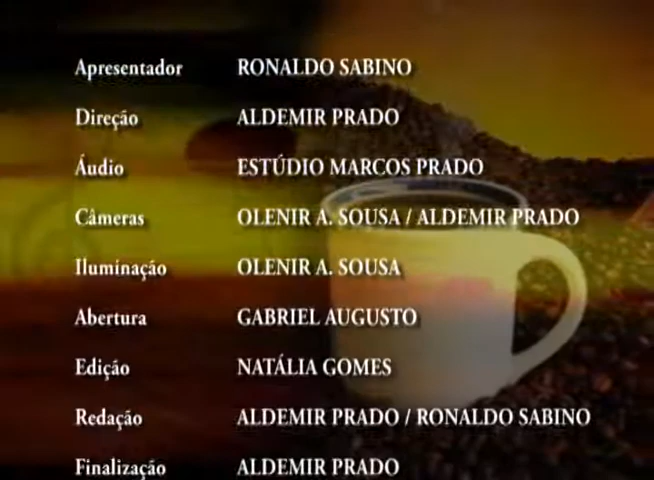 Apresentador RONALDO SABINO
Direção ALDEMIR PRADO
Áudio ESTÚDIO MARCOS PRADO
Câmeras OLENIR A. SOUSA / ALDEMIR PRADO
Iluminação OLENIR A. SOUSA
Abertura GABRIEL AUGUSTO
Edição NATÁLIA GOMES
Redação ALDEMIR PRADO / RONALDO SABINO
Finalização ALDEMIR PRADO